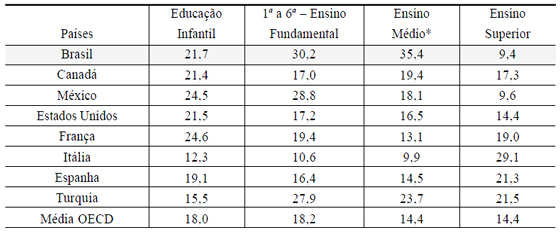 Países | Educação Infantil | 1ª a 6ª – Ensino Fundamental | Ensino Médio* | Ensino Superior
Brasil | 21,7 | 30,2 | 35,4 | 9,4
Canadá | 21,4 | 17,0 | 19,4 | 17,3
México | 24,5 | 28,8 | 18,1 | 9,6
Estados Unidos | 21,5 | 17,2 | 16,5 | 14,4
França | 24,6 | 19,4 | 13,1 | 19,0
Itália | 12,3 | 10,6 | 9,9 | 29,1
Espanha | 19,1 | 16,4 | 14,5 | 21,3
Turquia | 15,5 | 27,9 | 23,7 | 21,5
Média OECD | 18,0 | 18,2 | 14,4 | 14,4